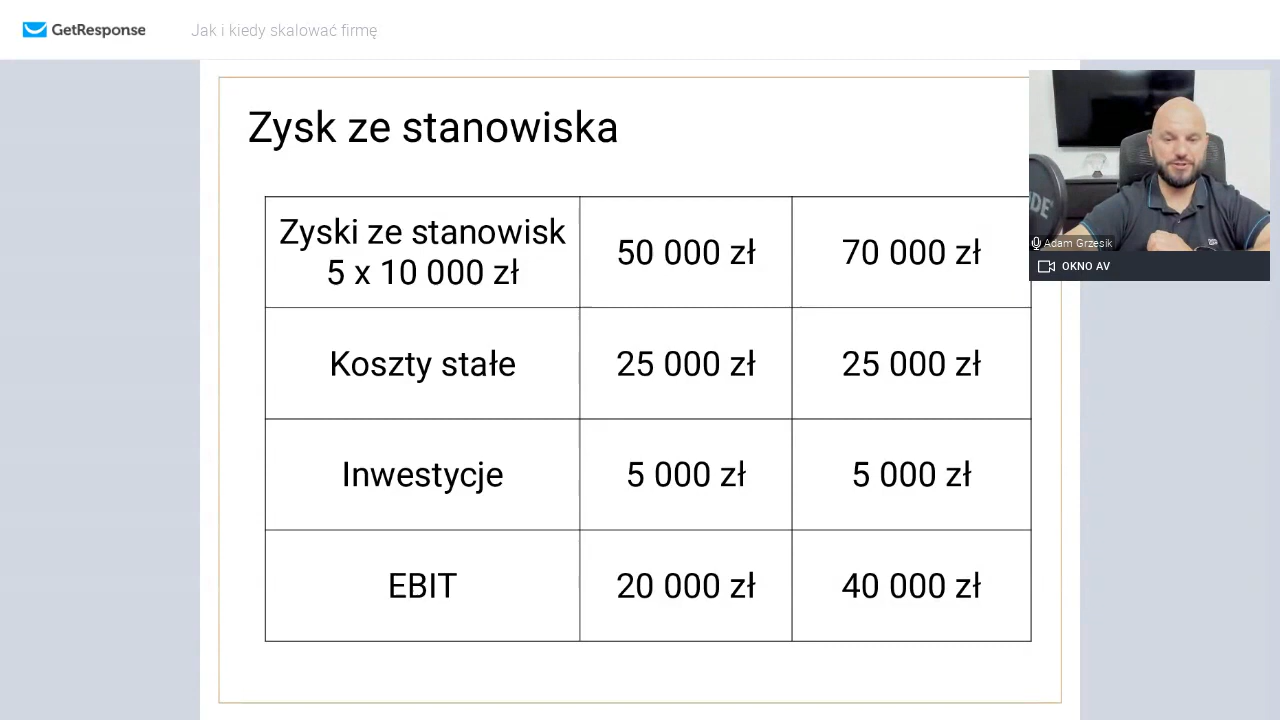 GetResponse
Jak i kiedy skalować firmę
Zysk ze stanowiska
Zyski ze stanowisk
5 x 10 000 zł
50 000 zł
70 000 zł
Koszty stałe
25 000 zł
25 000 zł
Inwestycje
5 000 zł
5 000 zł
EBIT
20 000 zł
40 000 zł
Adam Grzesik
OKNO AV